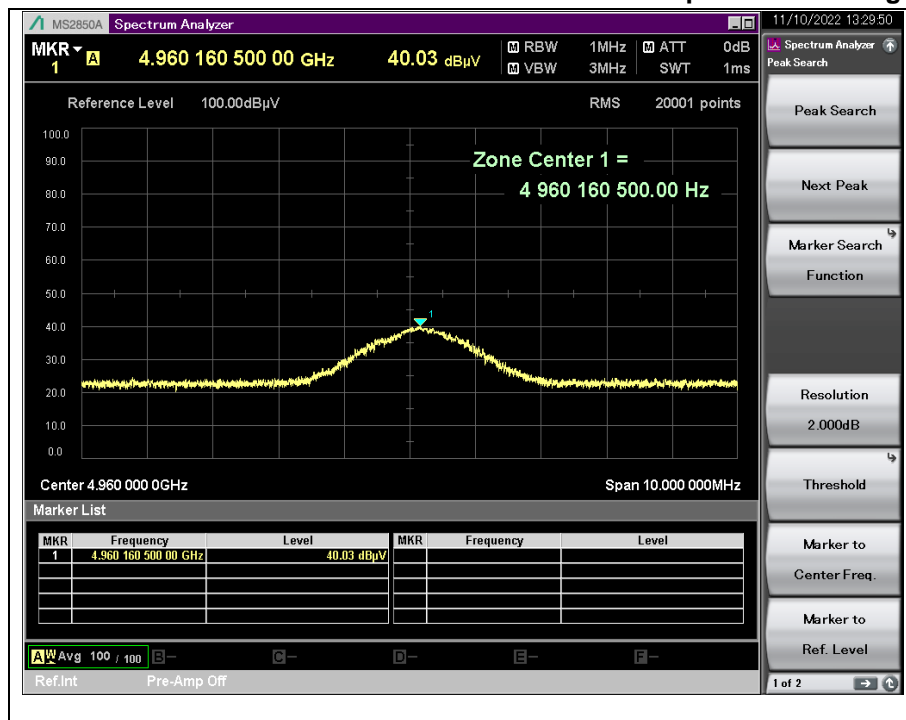 MS2850A Spectrum Analyzer
11/10/2022 13:29:50
MKR 1 A 4.960 160 500 00 GHz 40.03 dBµV
M RBW 1MHz M ATT 0dB
M VBW 3MHz SWT 1ms
Reference Level 100.00dBµV RMS 20001 points
100.0
90.0
80.0
70.0
60.0
50.0
40.0
30.0
20.0
10.0
0.0
Zone Center 1 =
4 960 160 500.00 Hz
1
Center 4.960 000 0GHz Span 10.000 000MHz
Marker List
MKR Frequency Level MKR Frequency Level
1 4.960 160 500 00 GHz 40.03 dBµV
A W Avg 100 / 100 B- C- D- E- F-
Ref.Int Pre-Amp Off
Spectrum Analyzer
Peak Search
Peak Search
Next Peak
Marker Search
Function
Resolution
2.000dB
Threshold
Marker to
Center Freq.
Marker to
Ref. Level
1 of 2